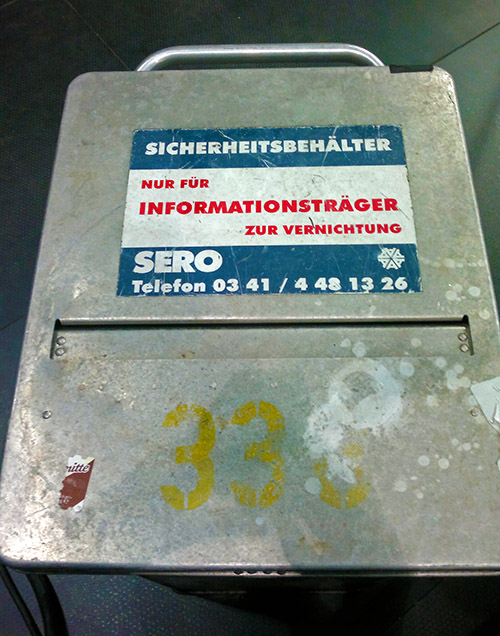 SICHERHEITSBEHÄLTER
NUR FÜR
INFORMATIONSTRÄGER
ZUR VERNICHTUNG
SERO
Telefon 03 41 / 4 48 13 26
33